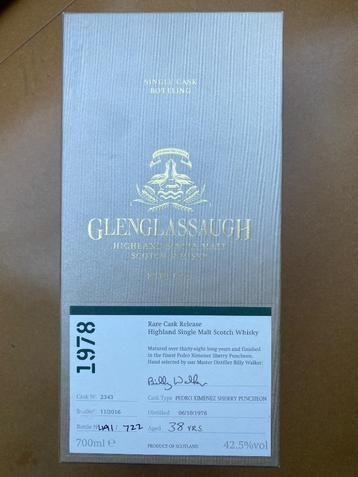 SINGLE CASK
BOTTLING
GLENGLASSAUGH
HIGHLAND SINGLE MALT
SCOTCH WHISKY
1978
Rare Cask Release
Highland Single Malt Scotch Whisky
Matured over thirty-eight long years and finished
in the finest Pedro Ximenez Sherry Puncheon.
Hand selected by our Master Distiller Billy Walker:
Billy Walker
Cask Nº 2343
Cask Type PEDRO XIMENEZ SHERRY PUNCHEON
Bottled 11/2016
Distilled 06/10/1978
Bottle Nº 491/722
Aged 38 YRS
700ml e
PRODUCT OF SCOTLAND
42.5%vol